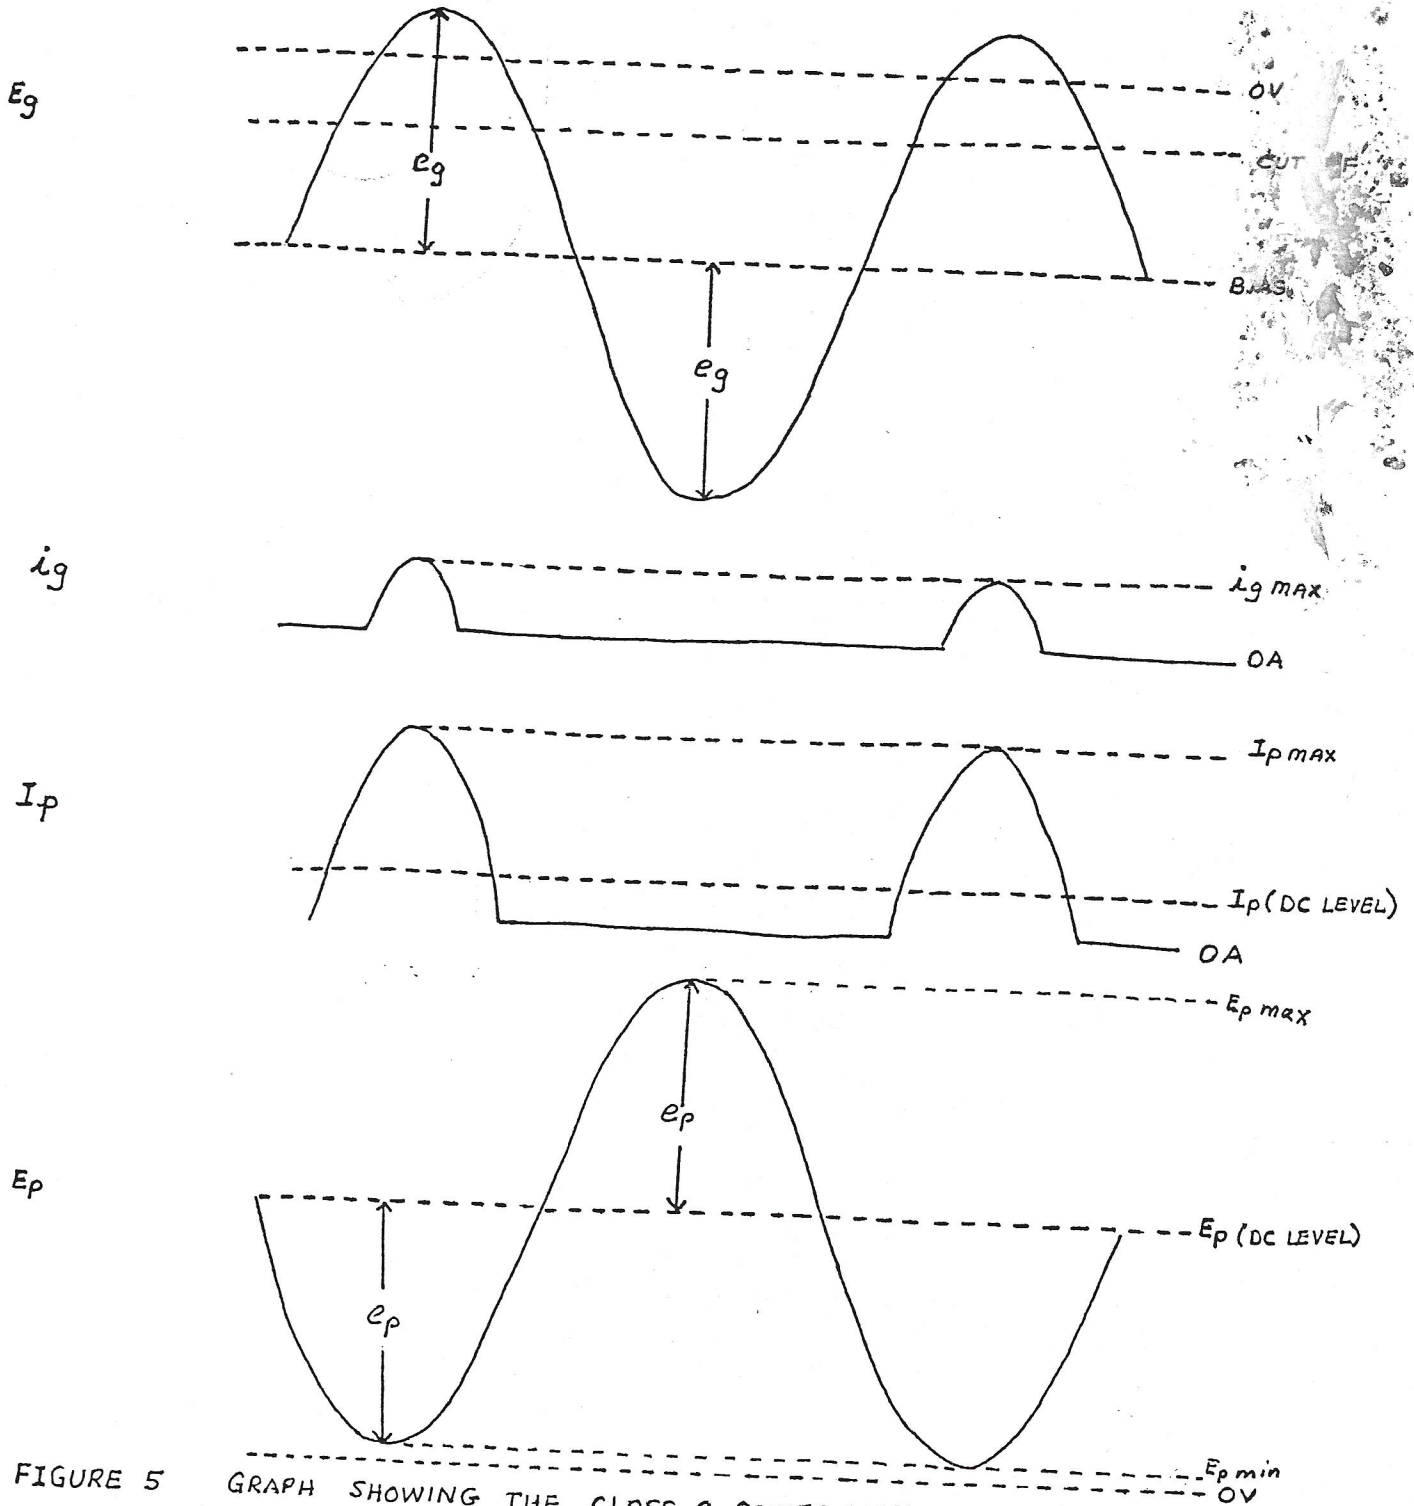 Eg
OV
CUT
eg
BIAS
eg
ig
ig MAX
OA
Ip MAX
Ip
Ip (DC LEVEL)
OA
Ep max
ep
Ep
Ep (DC LEVEL)
ep
Ep min
OV
FIGURE 5 GRAPH SHOWING THE CLASS